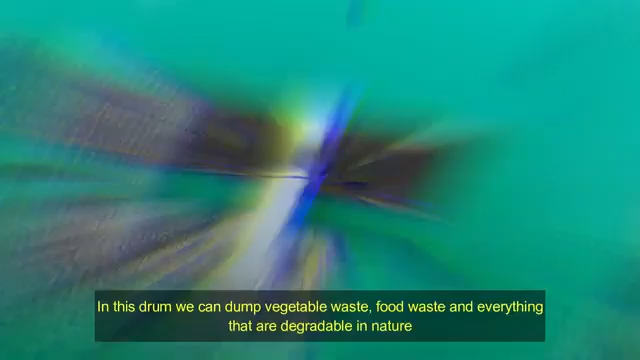 In this drum we can dump vegetable waste, food waste and everything
that are degradable in nature